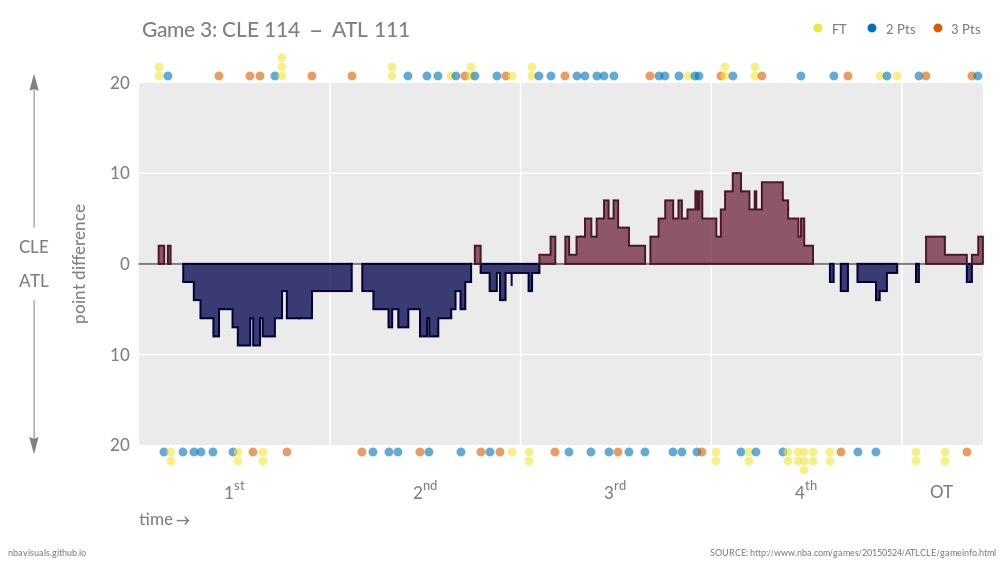 Game 3: CLE 114 – ATL 111
FT 2 Pts 3 Pts
20
10
0
10
20
CLE
ATL
point difference
1st 2nd 3rd 4th OT
time→
nbavisuals.github.io
SOURCE: http://www.nba.com/games/20150524/ATLCLE/gameinfo.html